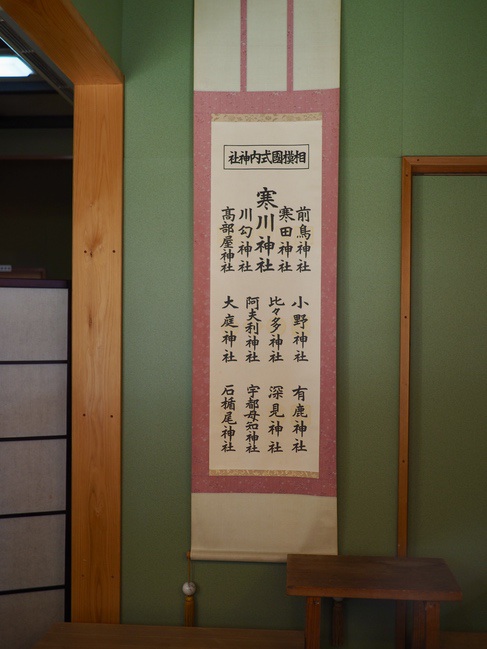 相模國式内神社
前鳥神社
寒田神社
寒川神社
川勾神社
高部屋神社
小野神社
比々多神社
阿夫利神社
大庭神社
有鹿神社
深見神社
宇都母知神社
石楯尾神社